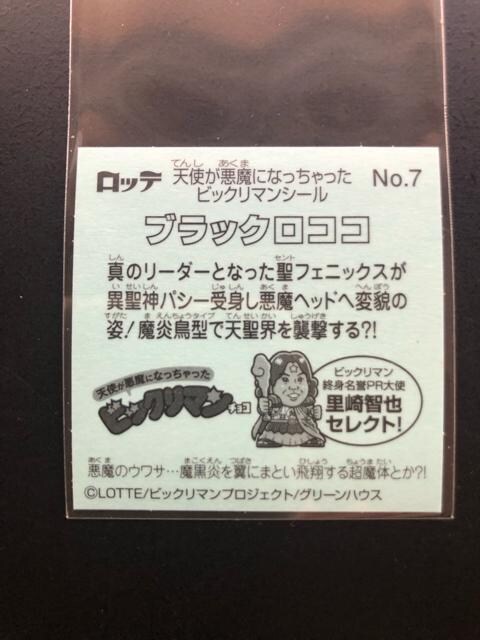 ロッテ 天使が悪魔になっちゃった No.7
ビックリマンシール
ブラックロココ
真のリーダーとなった聖フェニックスが
異聖神パシー受身し悪魔ヘッドへ変貌の
姿!魔炎鳥型で天聖界を襲撃する?!
天使が悪魔になっちゃった
ビックリマンチョコ
ビックリマン
終身名誉PR大使
里崎智也
セレクト!
悪魔のウワサ…魔黒炎を翼にまとい飛翔する超魔体とか?!
©LOTTE/ビックリマンプロジェクト/グリーンハウス